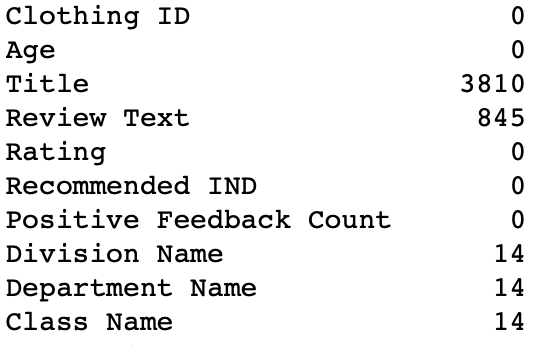 Clothing ID 0
Age 0
Title 3810
Review Text 845
Rating 0
Recommended IND 0
Positive Feedback Count 0
Division Name 14
Department Name 14
Class Name 14